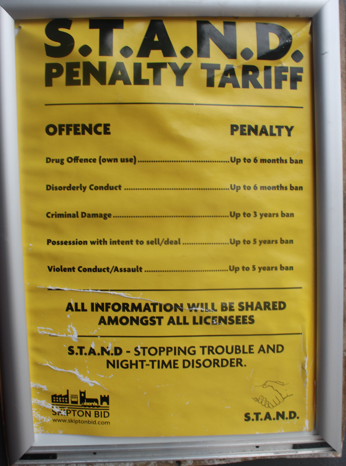 S.T.A.N.D.
PENALTY TARIFF
OFFENCE PENALTY
Drug Offence (own use)..............................Up to 6 months ban
Disorderly Conduct ..............................Up to 6 months ban
Criminal Damage..............................Up to 3 years ban
Possession with intent to sell/deal..............................Up to 5 years ban
Violent Conduct/Assault..............................Up to 5 years ban
ALL INFORMATION WILL BE SHARED
AMONGST ALL LICENSEES
S.T.A.N.D - STOPPING TROUBLE AND
NIGHT-TIME DISORDER.
SKIPTON BID
www.skiptonbid.com
S.T.A.N.D.